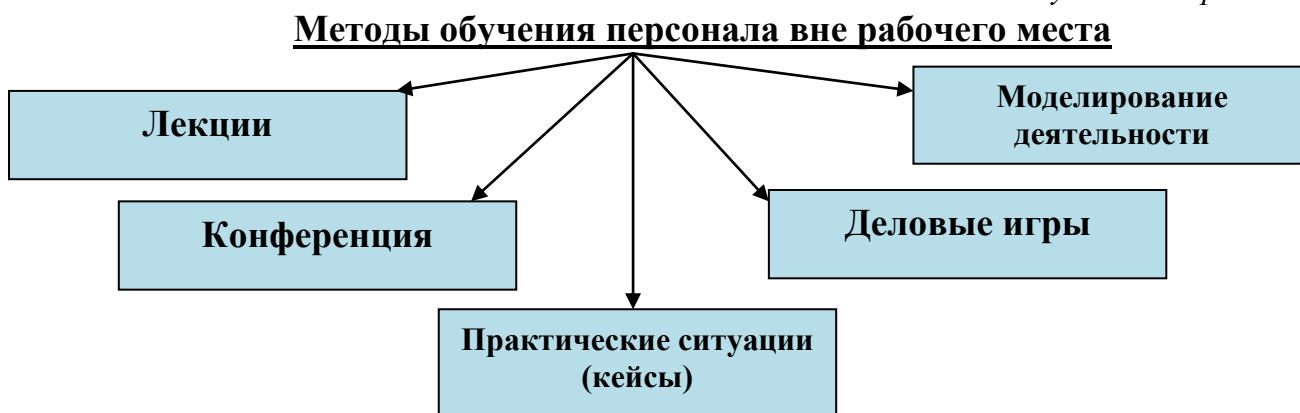 Методы обучения персонала вне рабочего места
Лекции
Моделирование
деятельности
Конференция
Деловые игры
Практические ситуации
(кейсы)